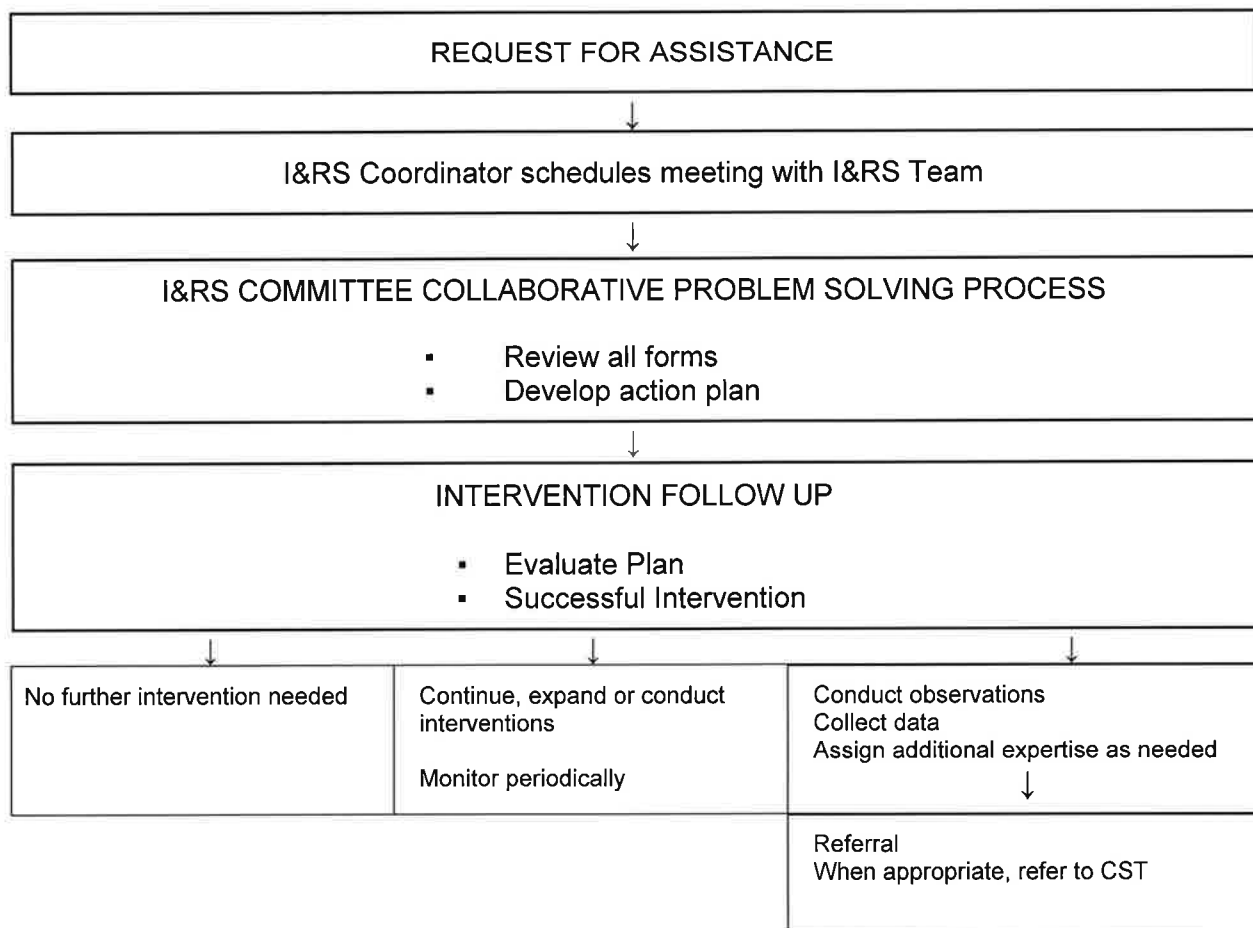 REQUEST FOR ASSISTANCE
↓
I&RS Coordinator schedules meeting with I&RS Team
↓
I&RS COMMITTEE COLLABORATIVE PROBLEM SOLVING PROCESS
▪ Review all forms
▪ Develop action plan
↓
INTERVENTION FOLLOW UP
▪ Evaluate Plan
▪ Successful Intervention
↓ ↓ ↓
No further intervention needed
Continue, expand or conduct
interventions
Monitor periodically
Conduct observations
Collect data
Assign additional expertise as needed
↓
Referral
When appropriate, refer to CST